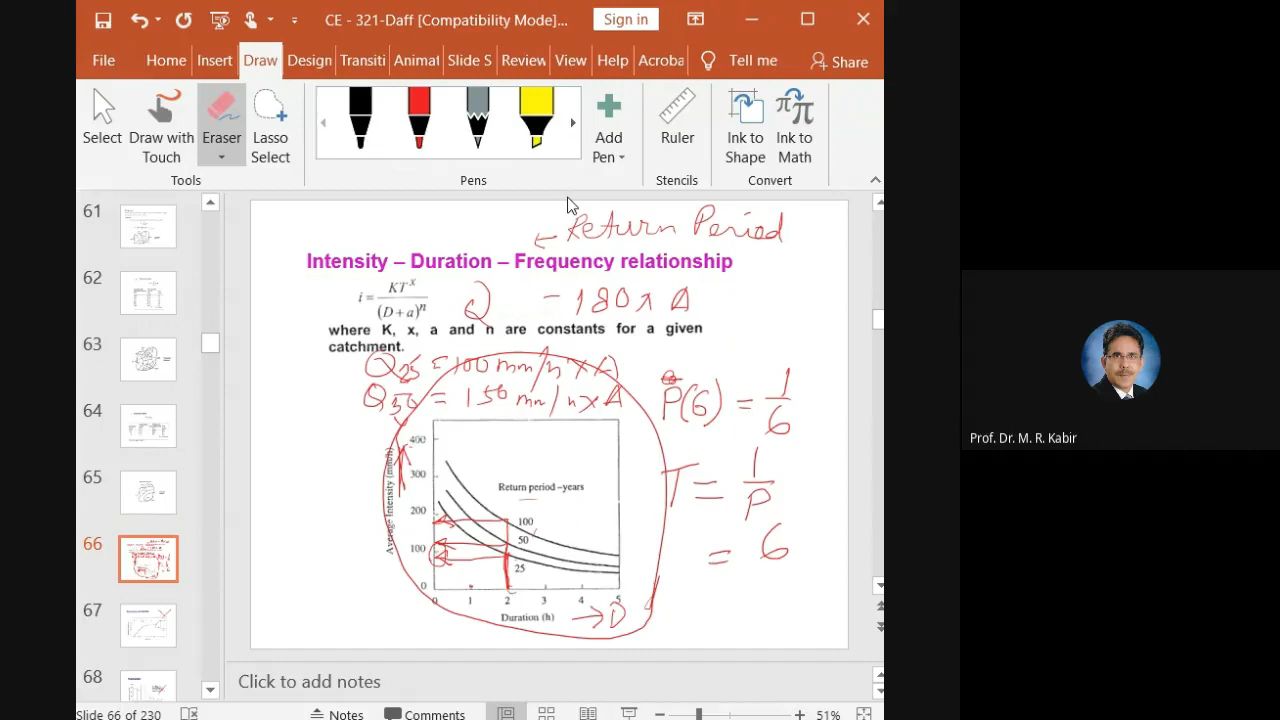 CE - 321-Daff [Compatibility Mode]...
Sign in
File Home Insert Draw Design Transiti Animat Slide S Review View Help Acroba Tell me Share
Select
Draw with Touch
Eraser
Lasso Select
Add Pen
Ruler
Ink to Shape
Ink to Math
Tools
Pens
Stencils
Convert
61
62
63
64
65
66
67
68
← Return Period
Intensity – Duration – Frequency relationship
i = KT^x / (D+a)^n
Q - 180 x A
where K, x, a and n are constants for a given
catchment.
Q25 = 100 mm/h x A
Q50 = 150 mm/h x A
P(6) = 1/6
T = 1/P
= 6
Average Intensity (mm/h)
400
300
200
100
0
Return period –years
100
50
25
0 1 2 3 4 5
Duration (h) → D
Click to add notes
Slide 66 of 230
Notes
Comments
51%
Prof. Dr. M. R. Kabir